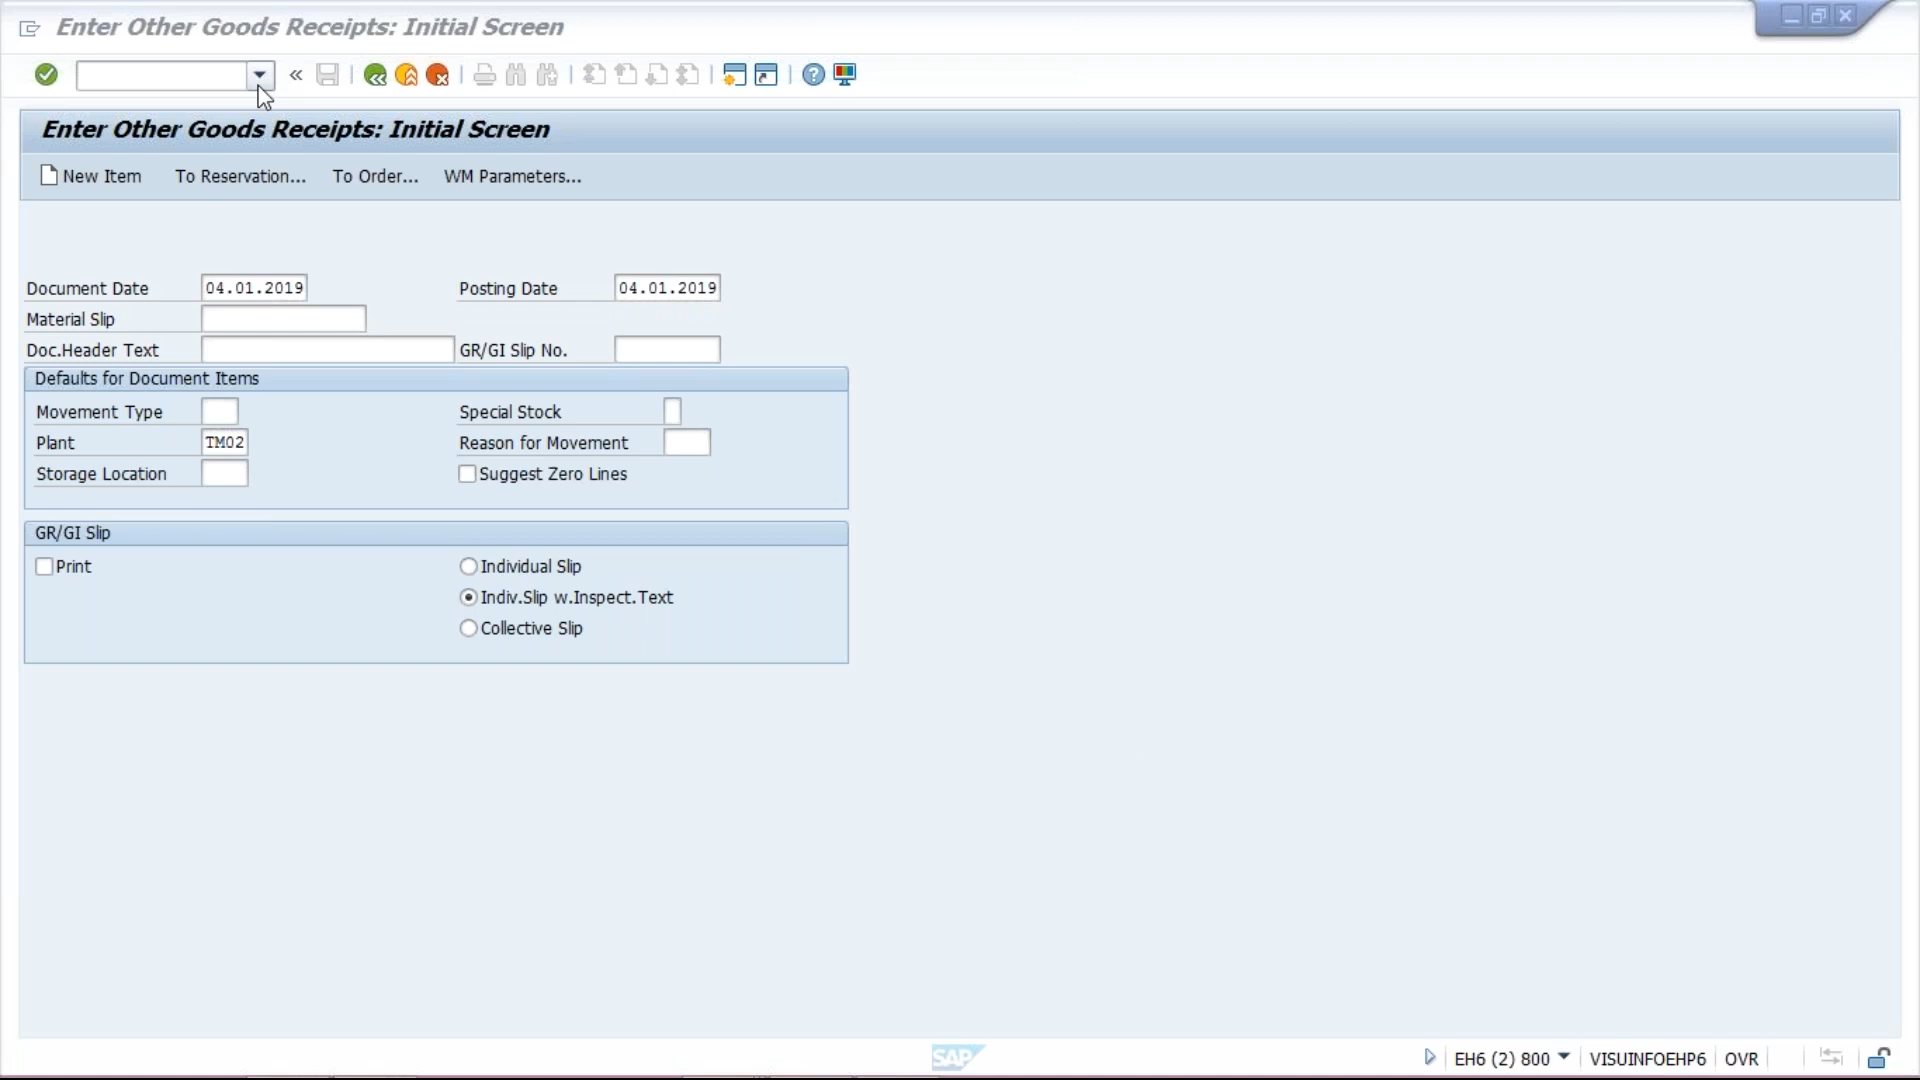 Enter Other Goods Receipts: Initial Screen
Enter Other Goods Receipts: Initial Screen
New Item To Reservation... To Order... WM Parameters...
Document Date 04.01.2019 Posting Date 04.01.2019
Material Slip
Doc.Header Text GR/GI Slip No.
Defaults for Document Items
Movement Type Special Stock
Plant TM02 Reason for Movement
Storage Location Suggest Zero Lines
GR/GI Slip
Print Individual Slip
Indiv.Slip w.Inspect.Text
Collective Slip
SAP EH6 (2) 800 VISUINFOEHP6 OVR